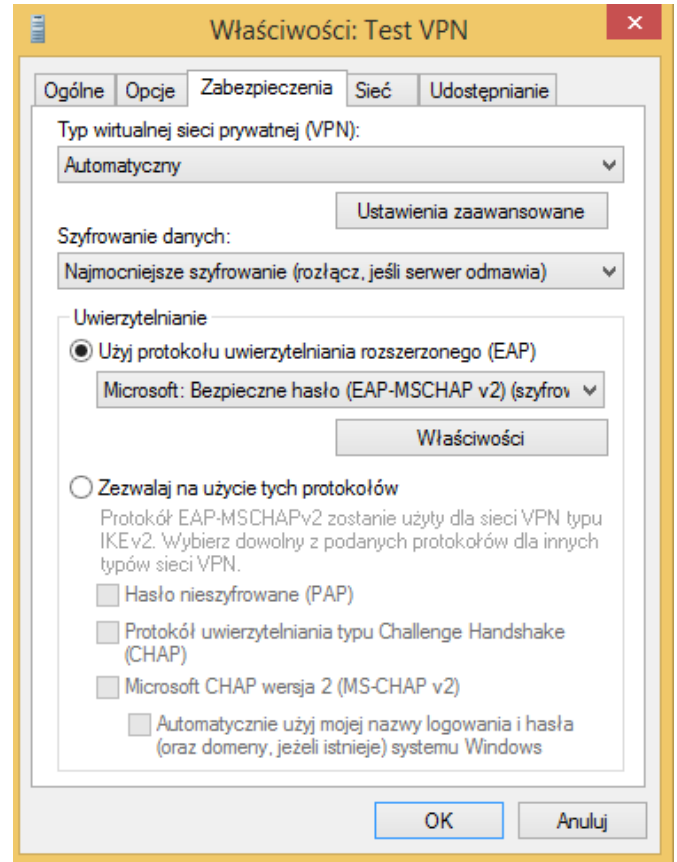 Właściwości: Test VPN
Ogólne
Opcje
Zabezpieczenia
Sieć
Udostępnianie
Typ wirtualnej sieci prywatnej (VPN):
Automatyczny
Ustawienia zaawansowane
Szyfrowanie danych:
Najmocniejsze szyfrowanie (rozłącz, jeśli serwer odmawia)
Uwierzytelnianie
Użyj protokołu uwierzytelniania rozszerzonego (EAP)
Microsoft: Bezpieczne hasło (EAP-MSCHAP v2) (szyfrow
Właściwości
Zezwalaj na użycie tych protokołów
Protokół EAP-MSCHAPv2 zostanie użyty dla sieci VPN typu
IKEv2. Wybierz dowolny z podanych protokołów dla innych
typów sieci VPN.
Hasło nieszyfrowane (PAP)
Protokół uwierzytelniania typu Challenge Handshake
(CHAP)
Microsoft CHAP wersja 2 (MS-CHAP v2)
Automatycznie użyj mojej nazwy logowania i hasła
(oraz domeny, jeżeli istnieje) systemu Windows
OK
Anuluj